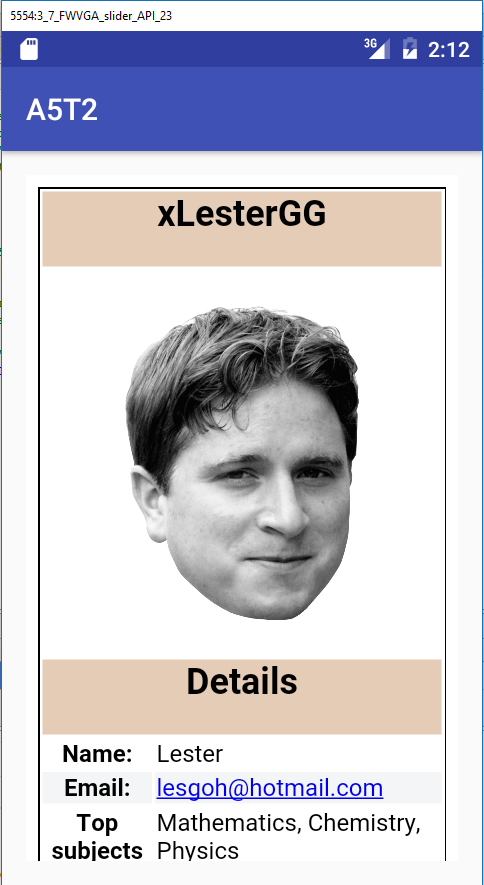 5554:3_7_FWVGA_slider_API_23
3G 2:12
A5T2
xLesterGG
Details
Name: Lester
Email: lesgoh@hotmail.com
Top Mathematics, Chemistry,
subjects Physics